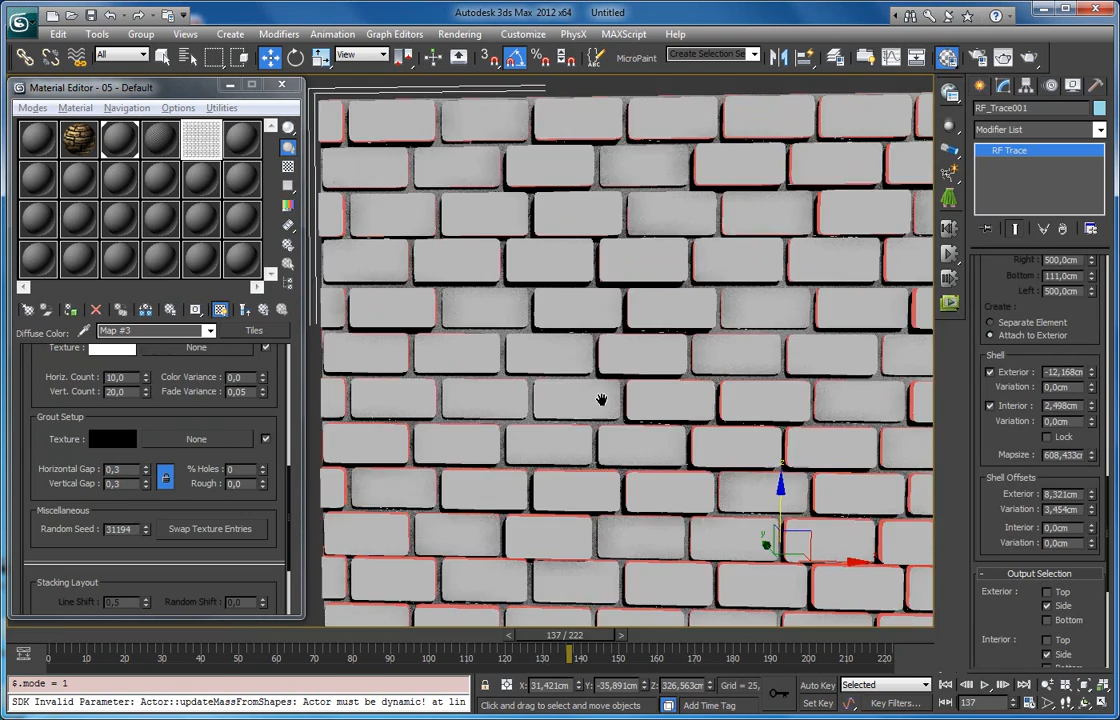 Autodesk 3ds Max 2012 x64 Untitled
Edit Tools Group Views Create Modifiers Animation Graph Editors Rendering Customize PhysX MAXScript Help
All
View
MicroPaint
Create Selection Se
Material Editor - 05 - Default
Modes Material Navigation Options Utilities
Diffuse Color: Map #3 Tiles
Texture: None
Horiz. Count: 10,0 Color Variance: 0,0
Vert. Count: 20,0 Fade Variance: 0,05
Grout Setup
Texture: None
Horizontal Gap: 0,3 % Holes: 0
Vertical Gap: 0,3 Rough: 0,0
Miscellaneous
Random Seed: 31194 Swap Texture Entries
Stacking Layout
Line Shift: 0,5 Random Shift: 0,0
z
y
RF_Trace001
Modifier List
RF Trace
Right: 500,0cm
Bottom: 111,0cm
Left: 500,0cm
Create:
Separate Element
Attach to Exterior
Shell
Exterior: -12,168cm
Variation: 0,0cm
Interior: 2,498cm
Variation: 0,0cm
Lock
Mapsize: 608,433cm
Shell Offsets
Exterior: 8,321cm
Variation: 3,454cm
Interior: 0,0cm
Variation: 0,0cm
- Output Selection
Exterior: Top
Side
Bottom
Interior: Top
Side
< 137 / 222 >
0 10 20 30 40 50 60 70 80 90 100 110 120 130 140 150 160 170 180 190 200 210 220
$.mode = 1
SDK Invalid Parameter: Actor::updateMassFromShapes: Actor must be dynamic! at lin
X: 31,421cm Y: -35,891cm Z: 326,563cm Grid = 25,
Click and drag to select and move objects
Add Time Tag
Auto Key Selected
Set Key Key Filters...
137